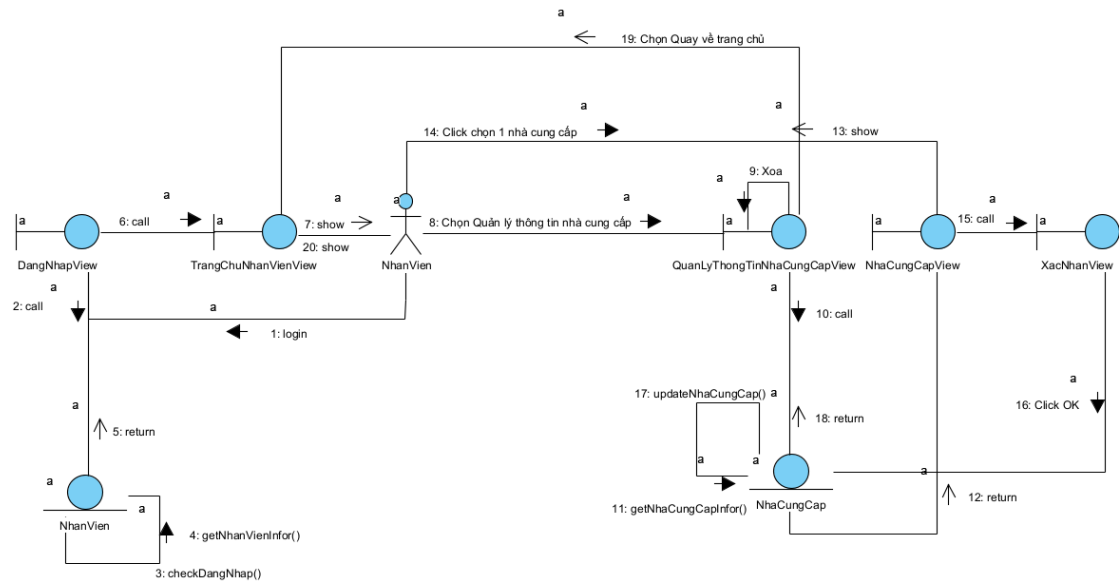 a
19: Chọn Quay về trang chủ
a
a
14: Click chọn 1 nhà cung cấp
13: show
9: Xoa
a
a
a
a
a
a
6: call
7: show
8: Chọn Quản lý thông tin nhà cung cấp
15: call
20: show
a
a
a
a
a
DangNhapView
TrangChuNhanVienView
NhanVien
QuanLyThongTinNhaCungCapView
NhaCungCapView
XacNhanView
a
a
a
2: call
1: login
10: call
a
17: updateNhaCungCap()
a
16: Click OK
a
5: return
18: return
a
a
a
a
a
NhanVien
4: getNhanVienInfor()
11: getNhaCungCapInfor()
NhaCungCap
12: return
3: checkDangNhap()